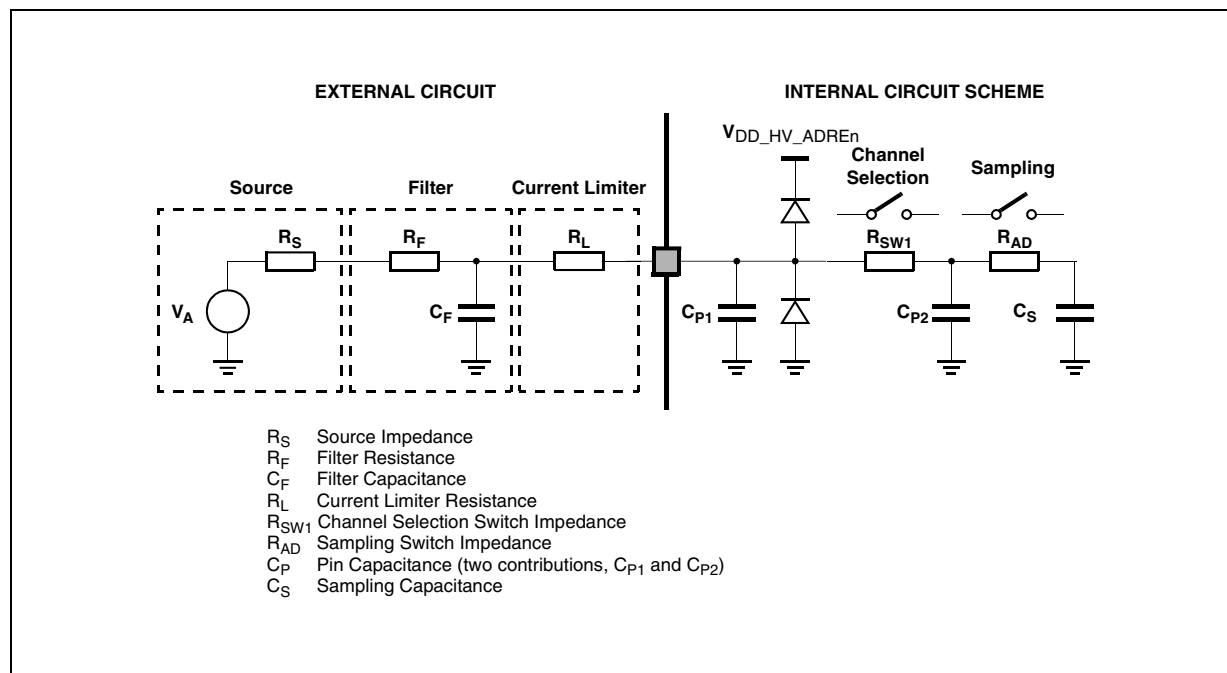 EXTERNAL CIRCUIT
INTERNAL CIRCUIT SCHEME
VDD_HV_ADREn
Channel
Selection
Sampling
Source
Filter
Current Limiter
RS
RF
RL
RSW1
RAD
VA
CF
CP1
CP2
CS
RS Source Impedance
RF Filter Resistance
CF Filter Capacitance
RL Current Limiter Resistance
RSW1 Channel Selection Switch Impedance
RAD Sampling Switch Impedance
CP Pin Capacitance (two contributions, CP1 and CP2)
CS Sampling Capacitance